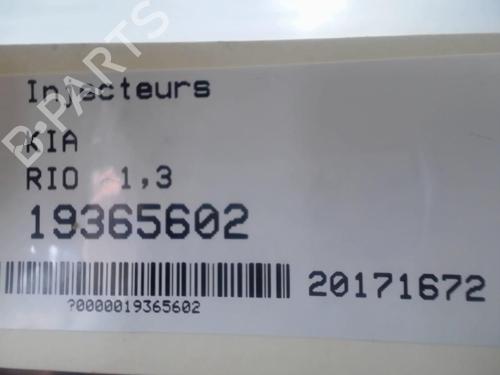 B-PARTS
Injecteurs
KIA
RIO 1,3
19365602
20171672
?0000019365602